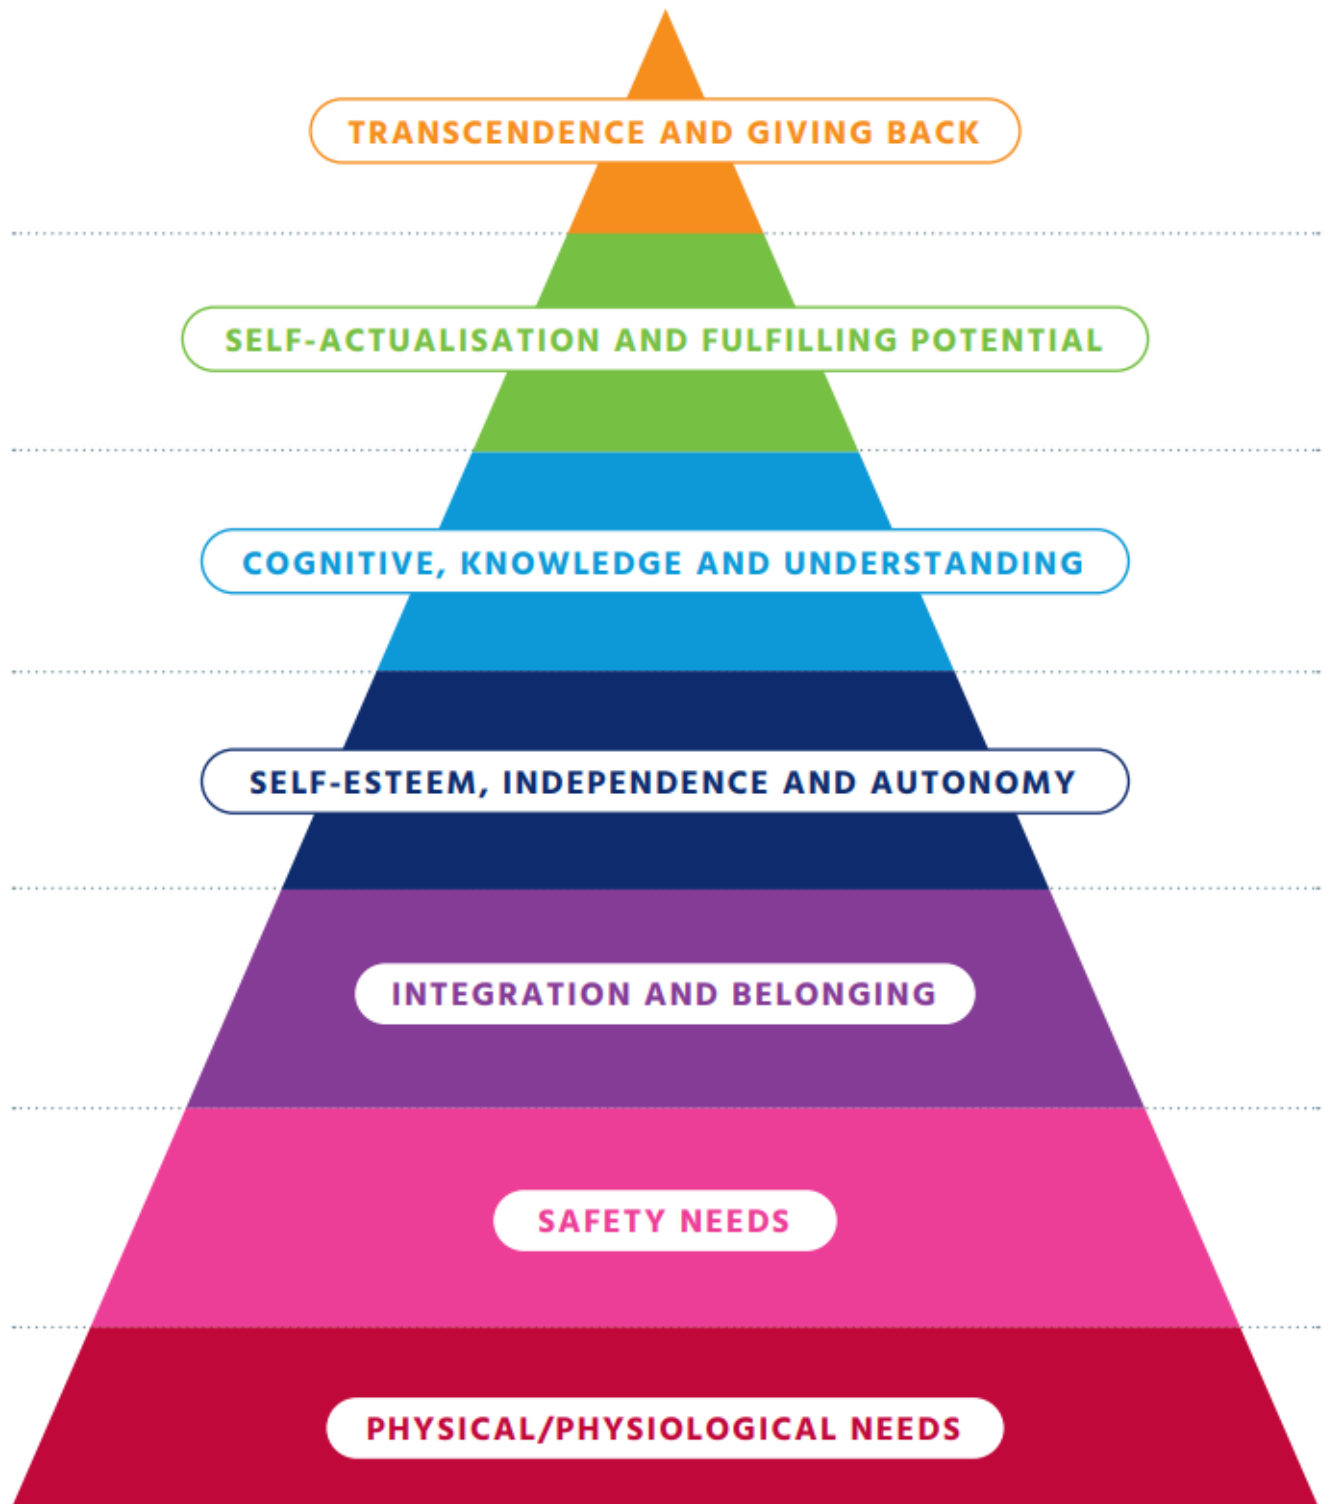 TRANSCENDENCE AND GIVING BACK
SELF-ACTUALISATION AND FULFILLING POTENTIAL
COGNITIVE, KNOWLEDGE AND UNDERSTANDING
SELF-ESTEEM, INDEPENDENCE AND AUTONOMY
INTEGRATION AND BELONGING
SAFETY NEEDS
PHYSICAL/PHYSIOLOGICAL NEEDS